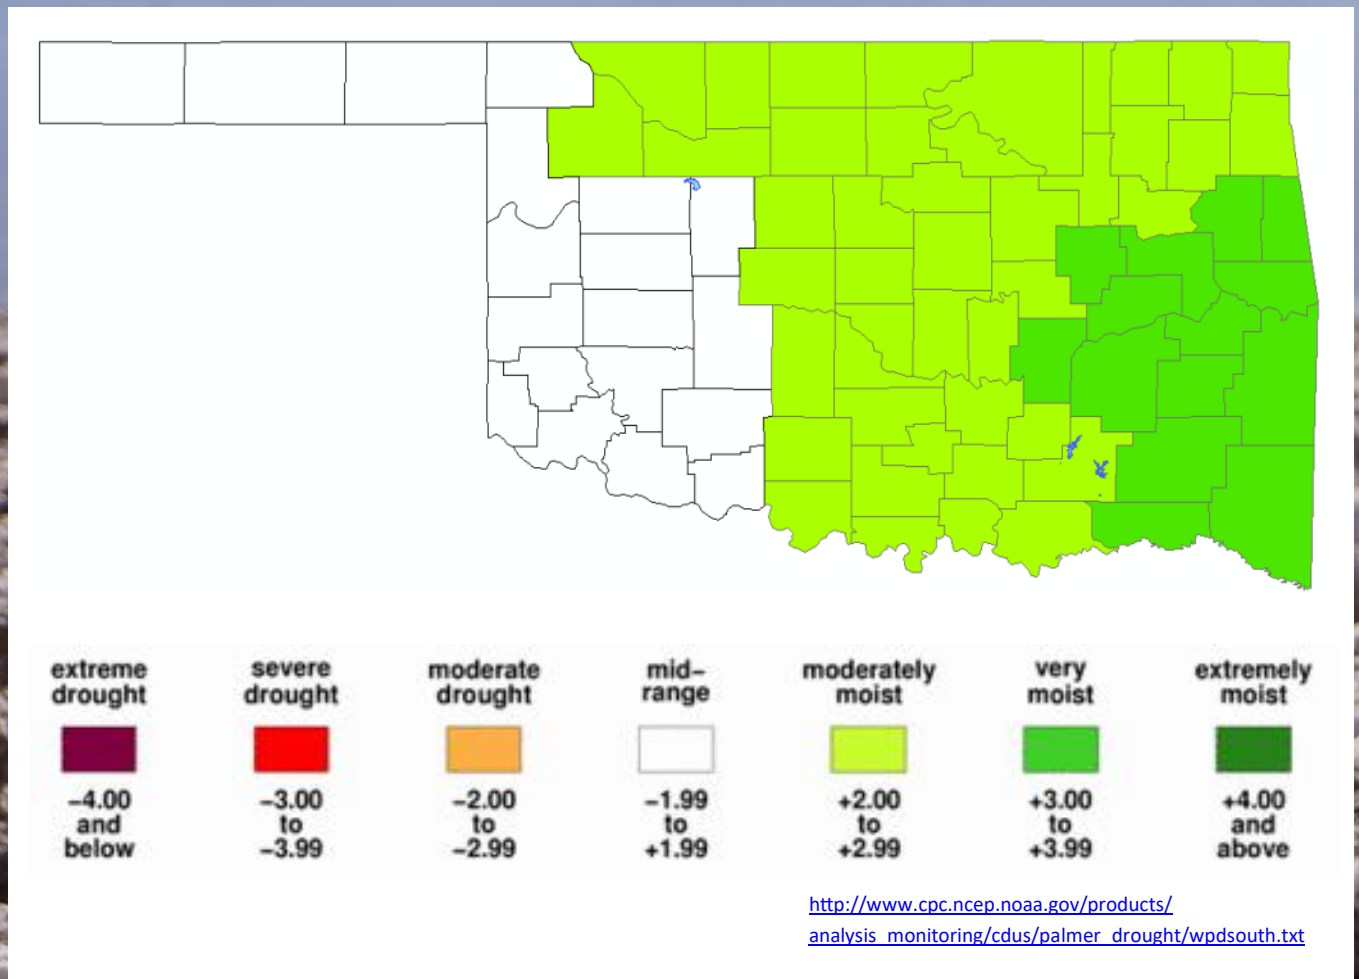 extreme drought
severe drought
moderate drought
mid-range
moderately moist
very moist
extremely moist
-4.00 and below
-3.00 to -3.99
-2.00 to -2.99
-1.99 to +1.99
+2.00 to +2.99
+3.00 to +3.99
+4.00 and above
http://www.cpc.ncep.noaa.gov/products/
analysis_monitoring/cdus/palmer_drought/wpdsouth.txt